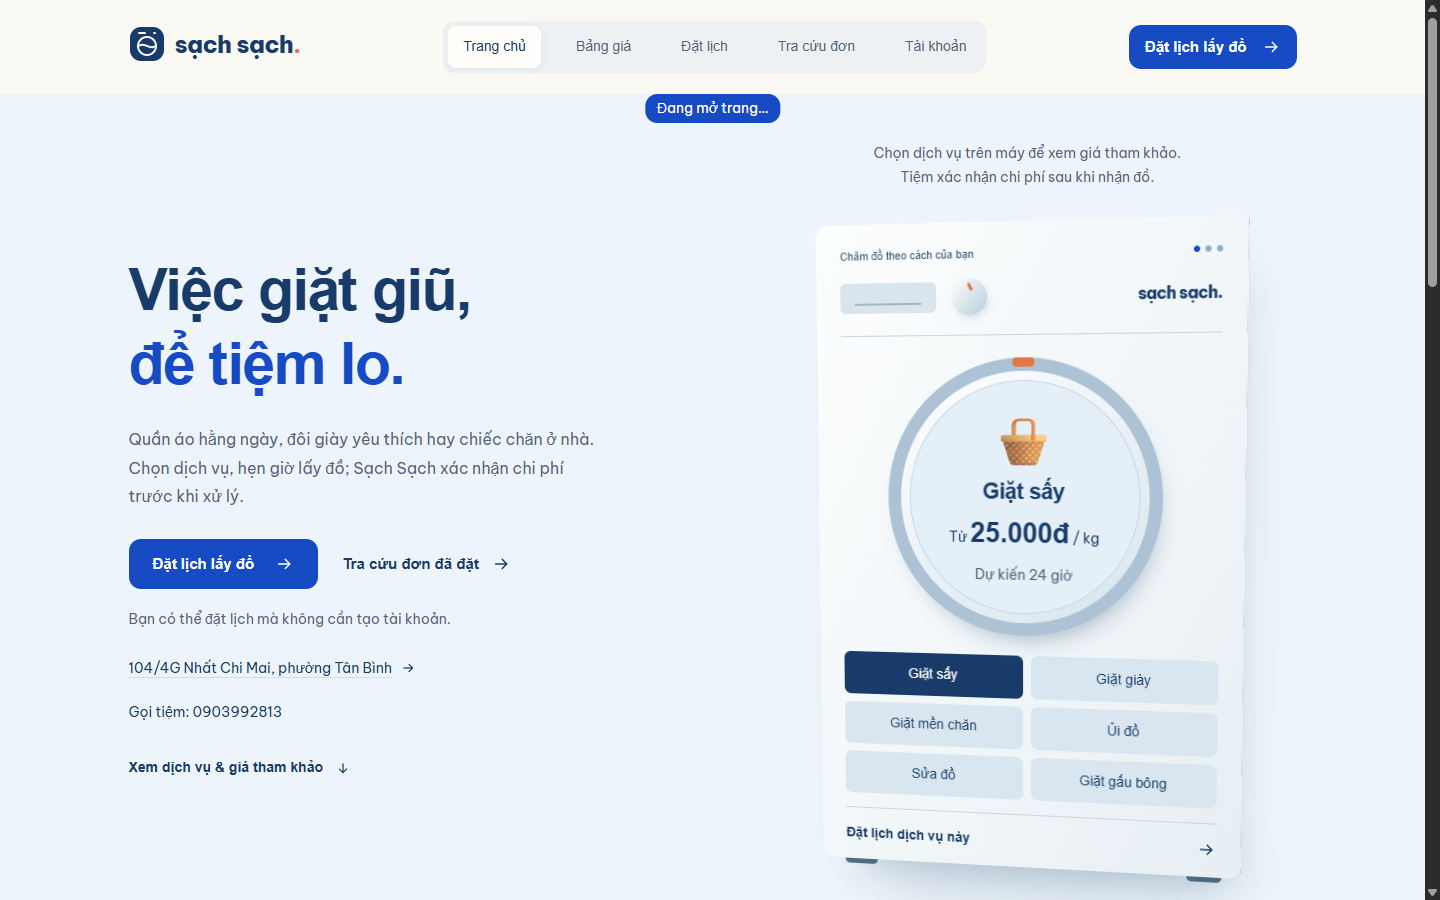 sạch sạch.
Trang chủ
Bảng giá
Đặt lịch
Tra cứu đơn
Tài khoản
Đặt lịch lấy đồ →
Đang mở trang...
Chọn dịch vụ trên máy để xem giá tham khảo.
Tiệm xác nhận chi phí sau khi nhận đồ.
Việc giặt giũ,
để tiệm lo.
Quần áo hằng ngày, đôi giày yêu thích hay chiếc chăn ở nhà.
Chọn dịch vụ, hẹn giờ lấy đồ; Sạch Sạch xác nhận chi phí
trước khi xử lý.
Đặt lịch lấy đồ →
Tra cứu đơn đã đặt →
Bạn có thể đặt lịch mà không cần tạo tài khoản.
104/4G Nhất Chi Mai, phường Tân Bình →
Gọi tiệm: 0903992813
Xem dịch vụ & giá tham khảo ↓
Chăm đồ theo cách của bạn
sạch sạch.
Giặt sấy
Từ 25.000đ / kg
Dự kiến 24 giờ
Giặt sấy
Giặt giày
Giặt mền chăn
Ủi đồ
Sửa đồ
Giặt gấu bông
Đặt lịch dịch vụ này →